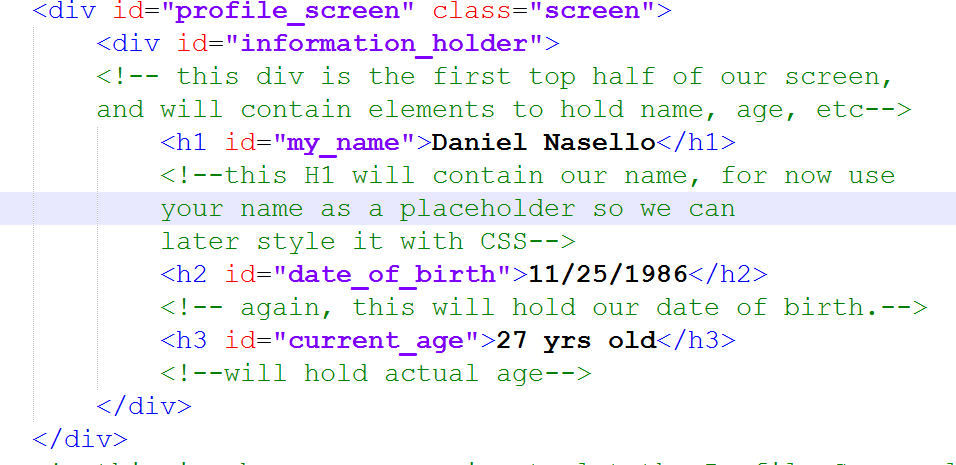 <div id="profile_screen" class="screen">
<div id="information_holder">
<!-- this div is the first top half of our screen,
and will contain elements to hold name, age, etc-->
<h1 id="my_name">Daniel Nasello</h1>
<!--this H1 will contain our name, for now use
your name as a placeholder so we can
later style it with CSS-->
<h2 id="date_of_birth">11/25/1986</h2>
<!-- again, this will hold our date of birth.-->
<h3 id="current_age">27 yrs old</h3>
<!--will hold actual age-->
</div>
</div>